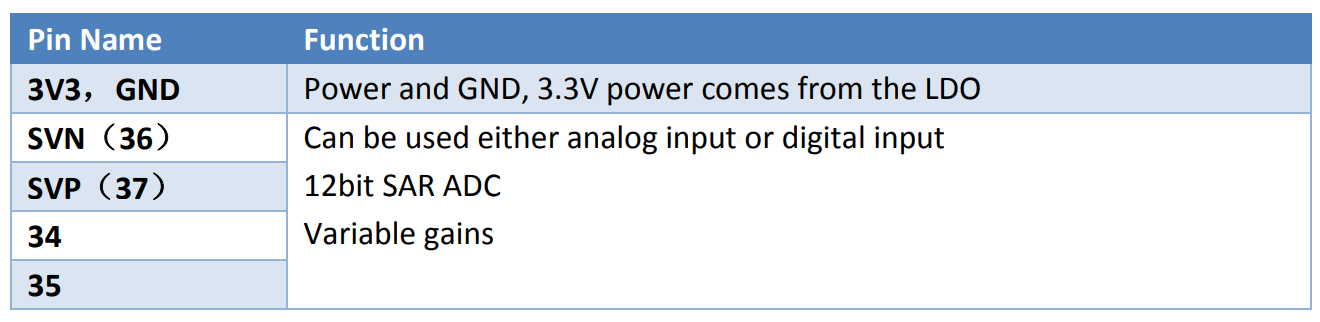 Pin Name Function
3V3，GND Power and GND, 3.3V power comes from the LDO
SVN（36） Can be used either analog input or digital input
SVP（37） 12bit SAR ADC
34 Variable gains
35